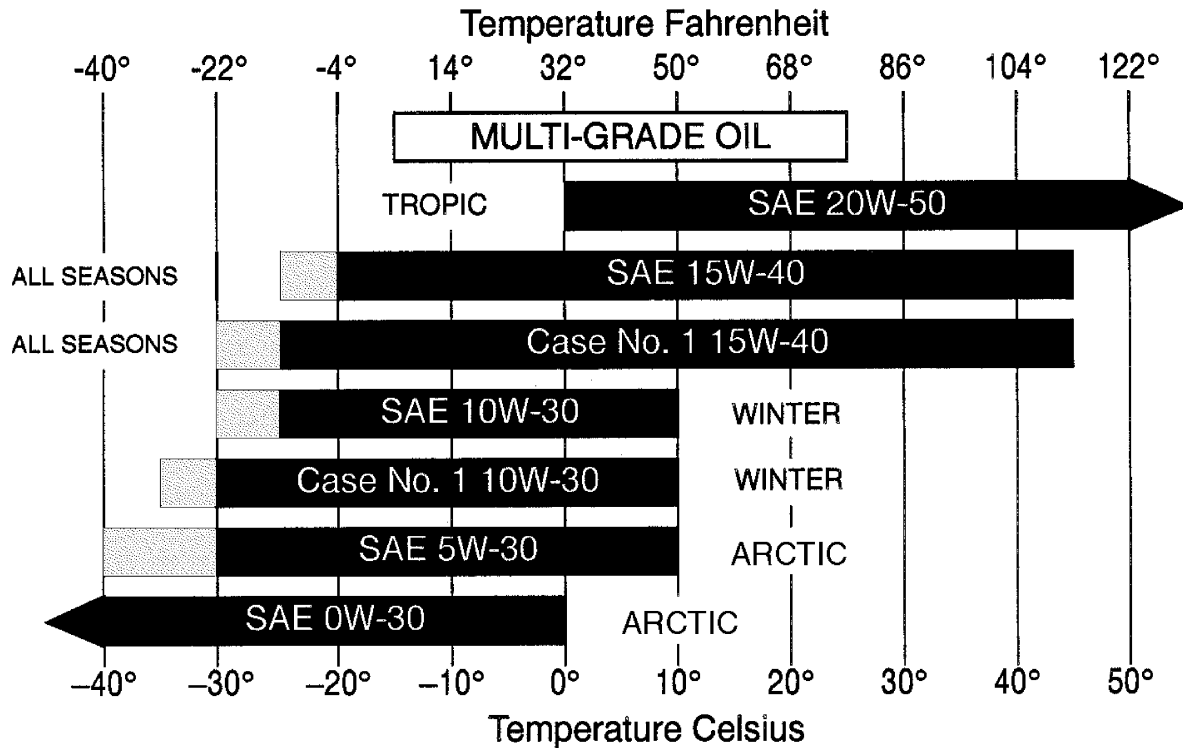 Temperature Fahrenheit
-40° -22° -4° 14° 32° 50° 68° 86° 104° 122°
MULTI-GRADE OIL
TROPIC SAE 20W-50
ALL SEASONS SAE 15W-40
ALL SEASONS Case No. 1 15W-40
SAE 10W-30 WINTER
Case No. 1 10W-30 WINTER
SAE 5W-30 ARCTIC
SAE 0W-30 ARCTIC
–40° –30° –20° –10° 0° 10° 20° 30° 40° 50°
Temperature Celsius